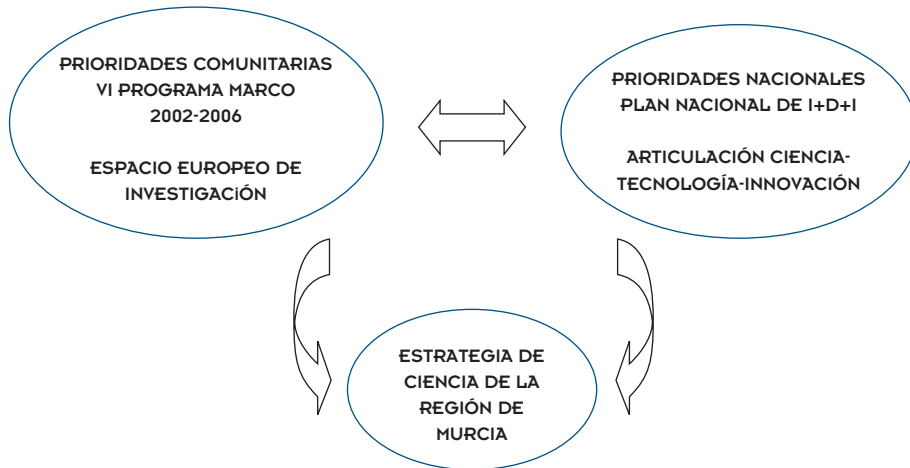 PRIORIDADES COMUNITARIAS
VI PROGRAMA MARCO
2002-2006
ESPACIO EUROPEO DE
INVESTIGACIÓN
PRIORIDADES NACIONALES
PLAN NACIONAL DE I+D+I
ARTICULACIÓN CIENCIA-
TECNOLOGÍA-INNOVACIÓN
ESTRATEGIA DE
CIENCIA DE LA
REGIÓN DE
MURCIA